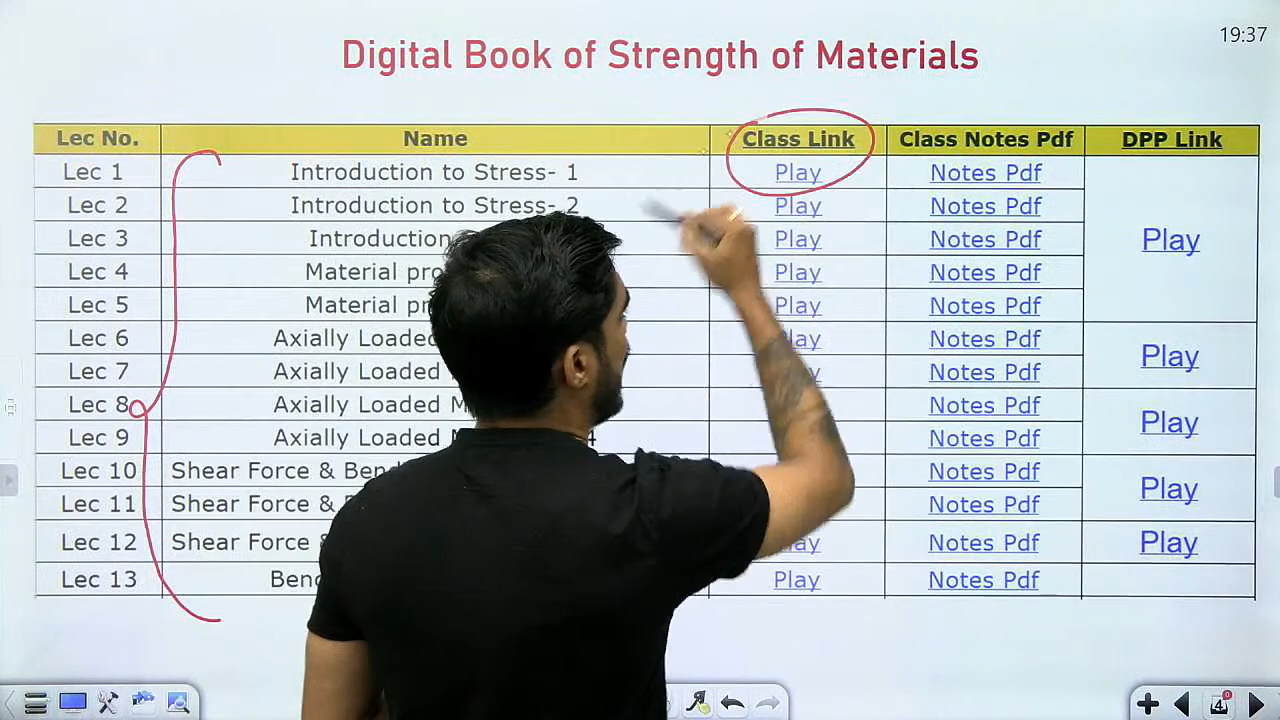 19:37
Digital Book of Strength of Materials
Lec No. Name Class Link Class Notes Pdf DPP Link
Lec 1 Introduction to Stress- 1 Play Notes Pdf
Lec 2 Introduction to Stress- 2 Play Notes Pdf
Lec 3 Introduction Play Notes Pdf Play
Lec 4 Material Play Notes Pdf
Lec 5 Material Play Notes Pdf
Lec 6 Axially Loaded Play Notes Pdf Play
Lec 7 Axially Loaded Notes Pdf
Lec 8 Axially Loaded Notes Pdf Play
Lec 9 Axially Loaded 4 Notes Pdf
Lec 10 Shear Force & Notes Pdf Play
Lec 11 Shear Force & Notes Pdf
Lec 12 Shear Force Play Notes Pdf Play
Lec 13 Play Notes Pdf
4 0